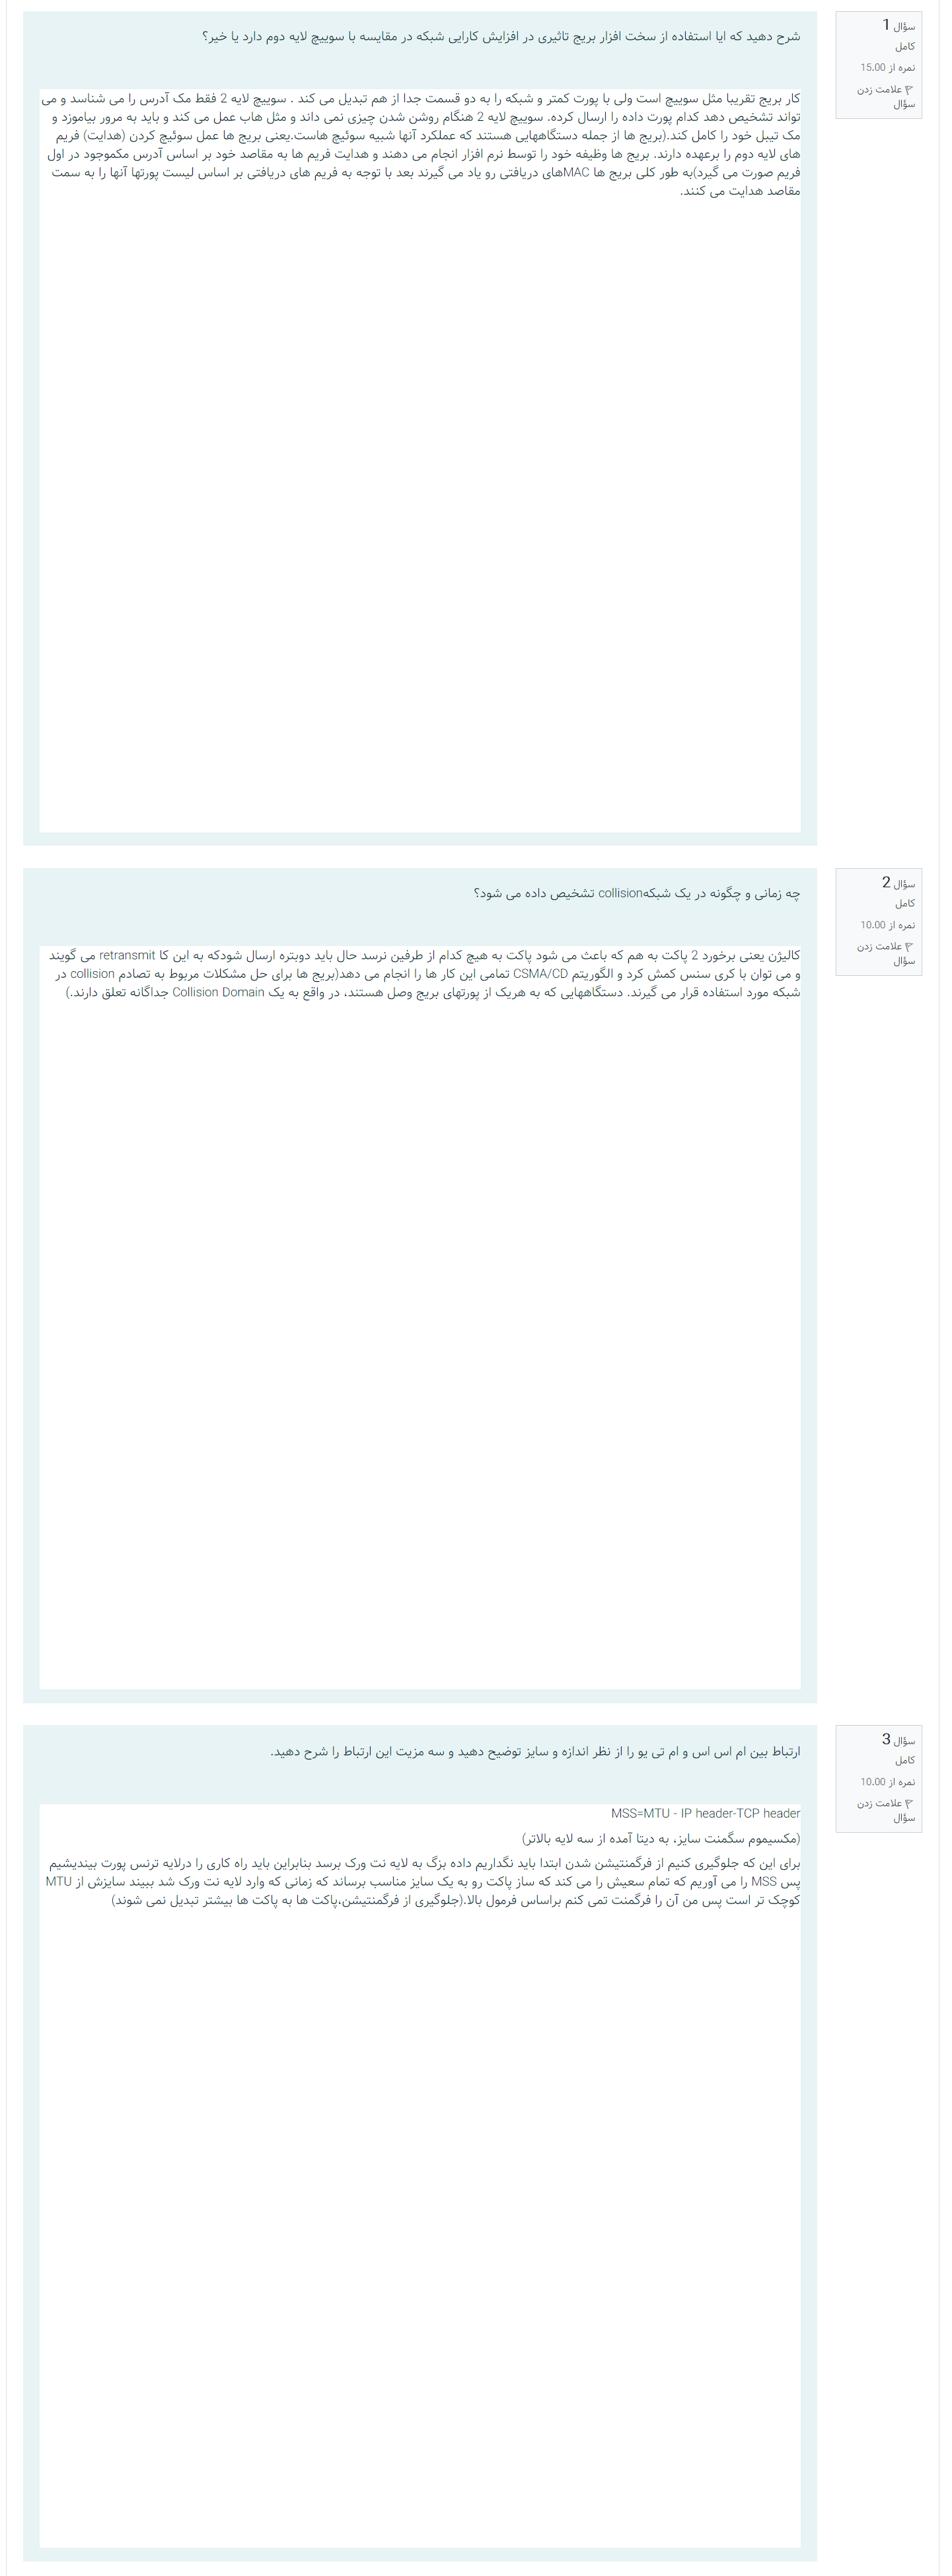 سؤال 1
کامل
نمره از 15.00
علامت زدن
سؤال
شرح دهید که ایا استفاده از سخت افزار بریج تاثیری در افزایش کارایی شبکه در مقایسه با سوییچ لایه دوم دارد یا خیر؟
کار بریج تقریبا مثل سوییچ است ولی با پورت کمتر و شبکه را به دو قسمت جدا از هم تبدیل می کند . سوییچ لایه 2 فقط مک آدرس را می شناسد و می
تواند تشخیص دهد کدام پورت داده را ارسال کرده. سوییچ لایه 2 هنگام روشن شدن چیزی نمی داند و مثل هاب عمل می کند و باید به مرور بیاموزد و
مک تیبل خود را کامل کند.(بریج ها از جمله دستگاههایی هستند که عملکرد آنها شبیه سوئیچ هاست.یعنی بریج ها عمل سوئیچ کردن (هدایت) فریم
های لایه دوم را برعهده دارند. بریج ها وظیفه خود را توسط نرم افزار انجام می دهند و هدایت فریم ها به مقاصد خود بر اساس آدرس مکموجود در اول
فریم صورت می گیرد)به طور کلی بریج ها MACهای دریافتی رو یاد می گیرند بعد با توجه به فریم های دریافتی بر اساس لیست پورتها آنها را به سمت
مقاصد هدایت می کنند.
سؤال 2
کامل
نمره از 10.00
علامت زدن
سؤال
چه زمانی و چگونه در یک شبکهcollision تشخیص داده می شود؟
کالیژن یعنی برخورد 2 پاکت به هم که باعث می شود پاکت به هیچ کدام از طرفین نرسد حال باید دوبتره ارسال شودکه به این کا retransmit می گویند
و می توان با کری سنس کمش کرد و الگوریتم CSMA/CD تمامی این کار ها را انجام می دهد(بریج ها برای حل مشکلات مربوط به تصادم collision در
شبکه مورد استفاده قرار می گیرند. دستگاههایی که به هریک از پورتهای بریج وصل هستند، در واقع به یک Collision Domain جداگانه تعلق دارند.)
سؤال 3
کامل
نمره از 10.00
علامت زدن
سؤال
ارتباط بین ام اس اس و ام تی یو را از نظر اندازه و سایز توضیح دهید و سه مزیت این ارتباط را شرح دهید.
MSS=MTU - IP header-TCP header
(مکسیموم سگمنت سایز، به دیتا آمده از سه لایه بالاتر)
برای این که جلوگیری کنیم از فرگمنتیشن شدن ابتدا باید نگداریم داده بزگ به لایه نت ورک برسد بنابراین باید راه کاری را درلایه ترنس پورت بیندیشیم
پس MSS را می آوریم که تمام سعیش را می کند که ساز پاکت رو به یک سایز مناسب برساند که زمانی که وارد لایه نت ورک شد ببیند سایزش از MTU
کوچک تر است پس من آن را فرگمنت تمی کنم براساس فرمول بالا.(جلوگیری از فرگمنتیشن،پاکت ها به پاکت ها بیشتر تبدیل نمی شوند)